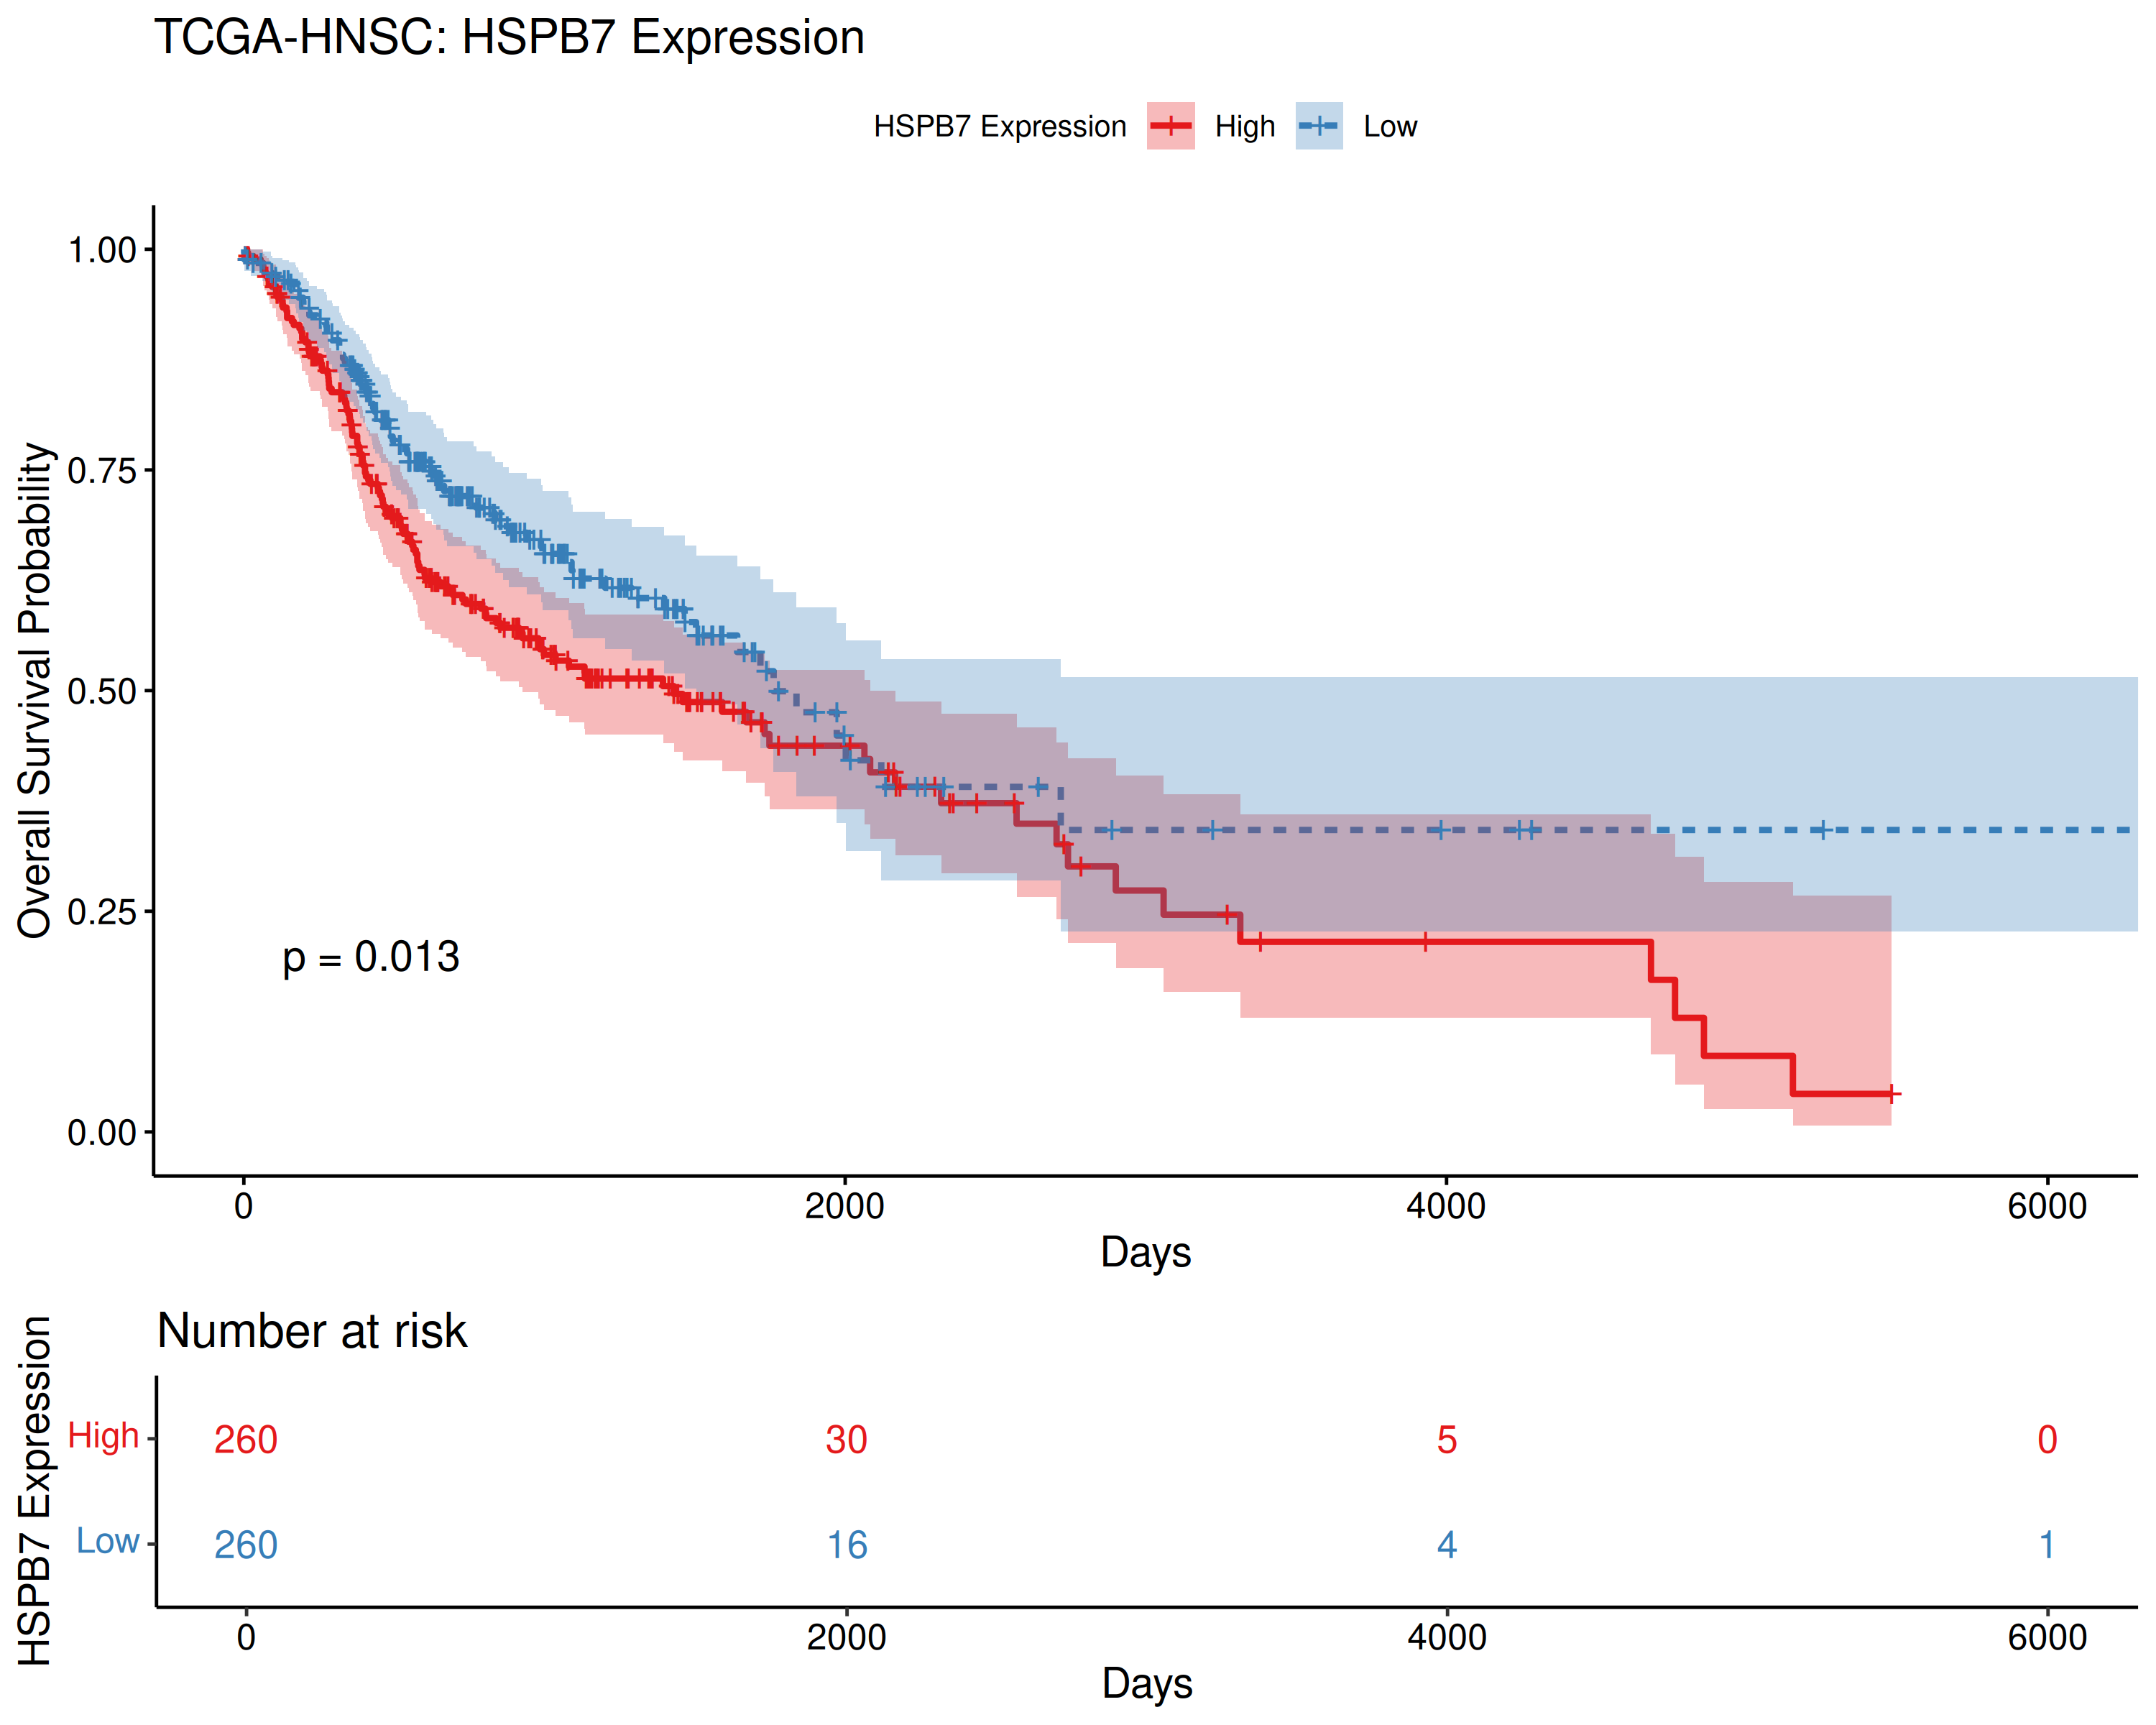 TCGA-HNSC: HSPB7 Expression
HSPB7 Expression High Low
Overall Survival Probability
1.00
0.75
0.50
0.25
0.00
p = 0.013
0 2000 4000 6000
Days
Number at risk
HSPB7 Expression
High 260 30 5 0
Low 260 16 4 1
0 2000 4000 6000
Days